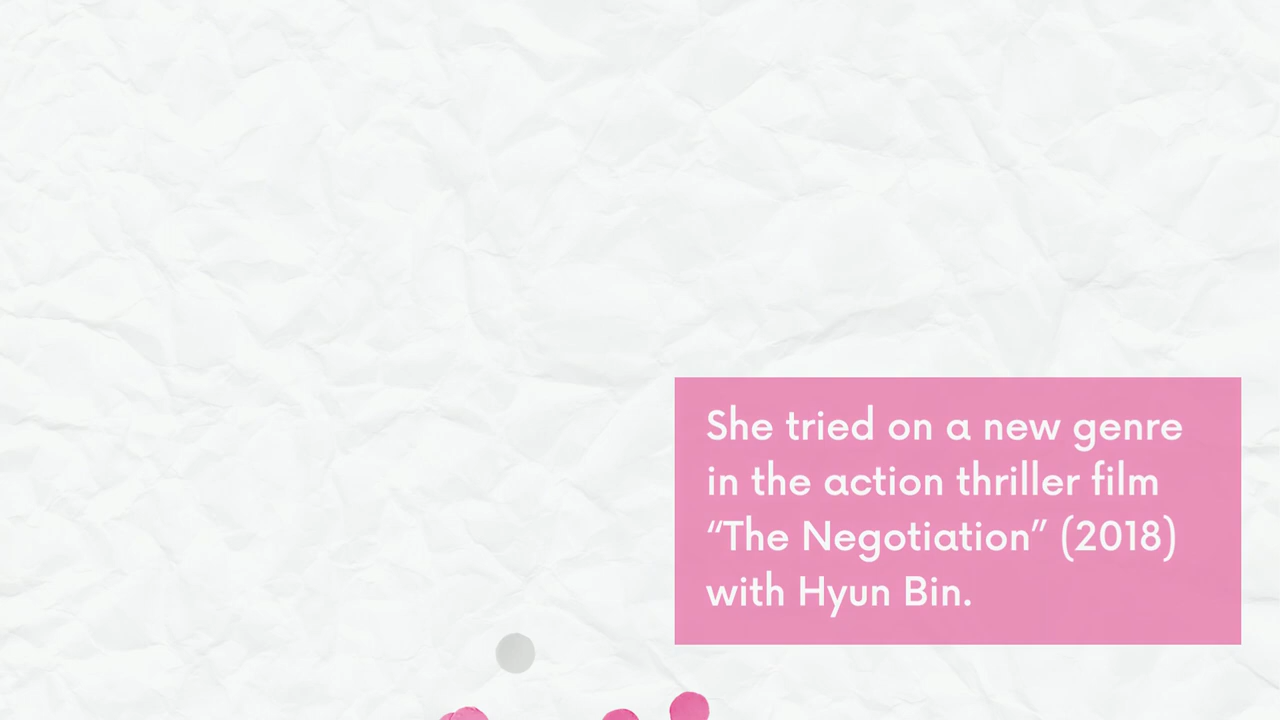 She tried on a new genre
in the action thriller film
“The Negotiation” (2018)
with Hyun Bin.